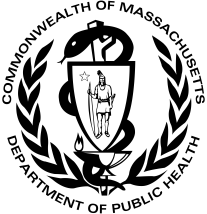 COMMONWEALTH OF MASSACHUSETTS
DEPARTMENT OF PUBLIC HEALTH